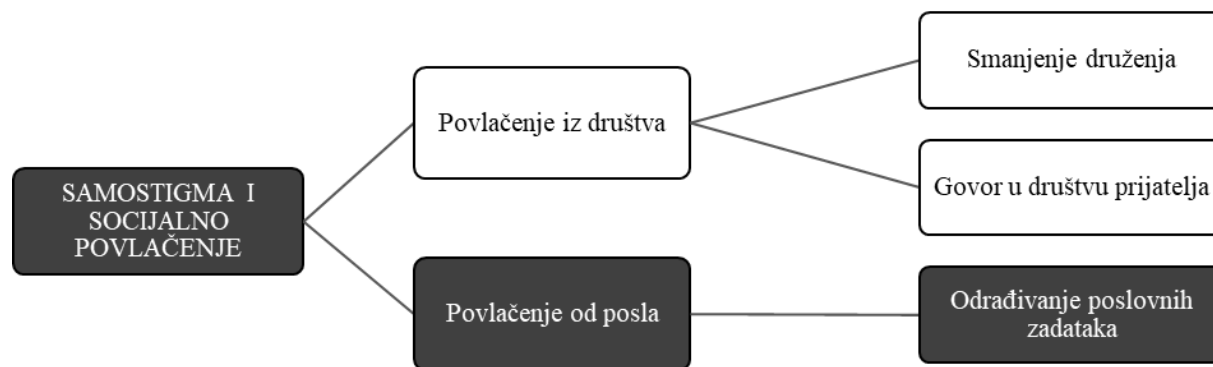 SAMOSTIGMA I
SOCIJALNO
POVLAČENJE
Povlačenje iz društva
Smanjenje druženja
Govor u društvu prijatelja
Povlačenje od posla
Odrađivanje poslovnih
zadataka